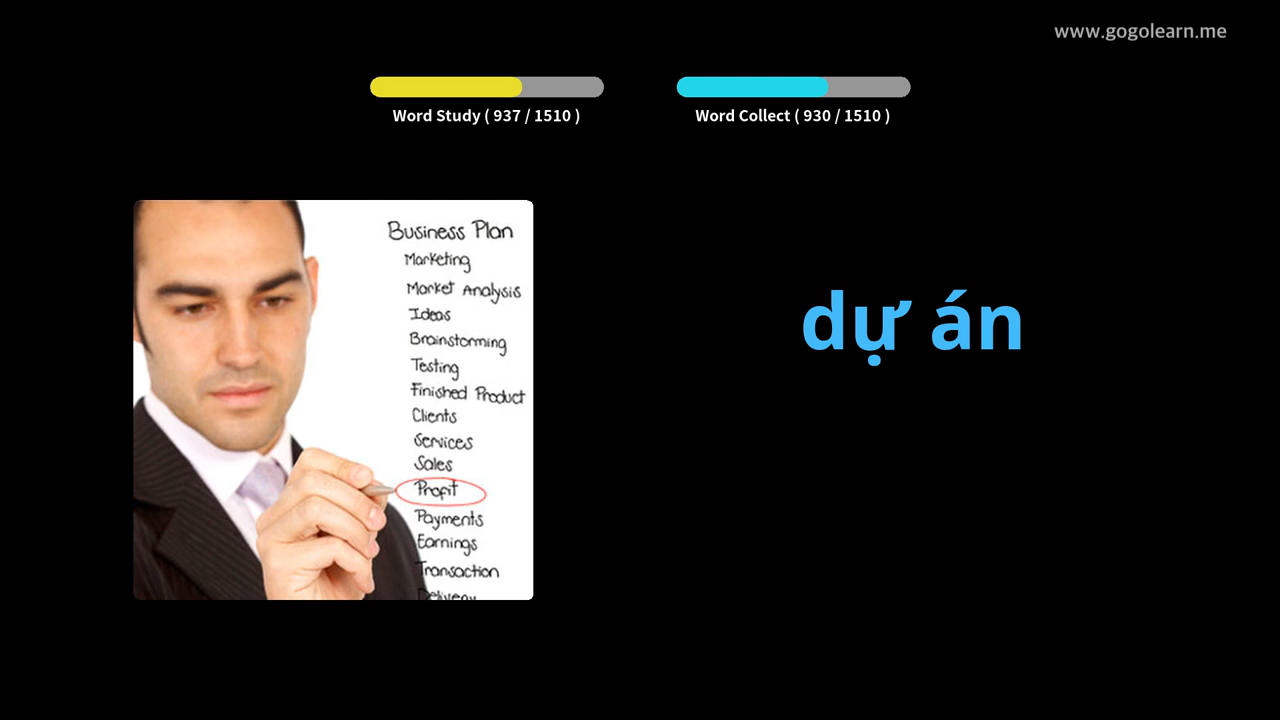 www.gogolearn.me
Word Study ( 937 / 1510 )
Word Collect ( 930 / 1510 )
Business Plan
Marketing
Market Analysis
Ideas
Brainstorming
Testing
Finished Product
Clients
Services
Sales
Profit
Payments
Earnings
Transaction
Delivery
dự án